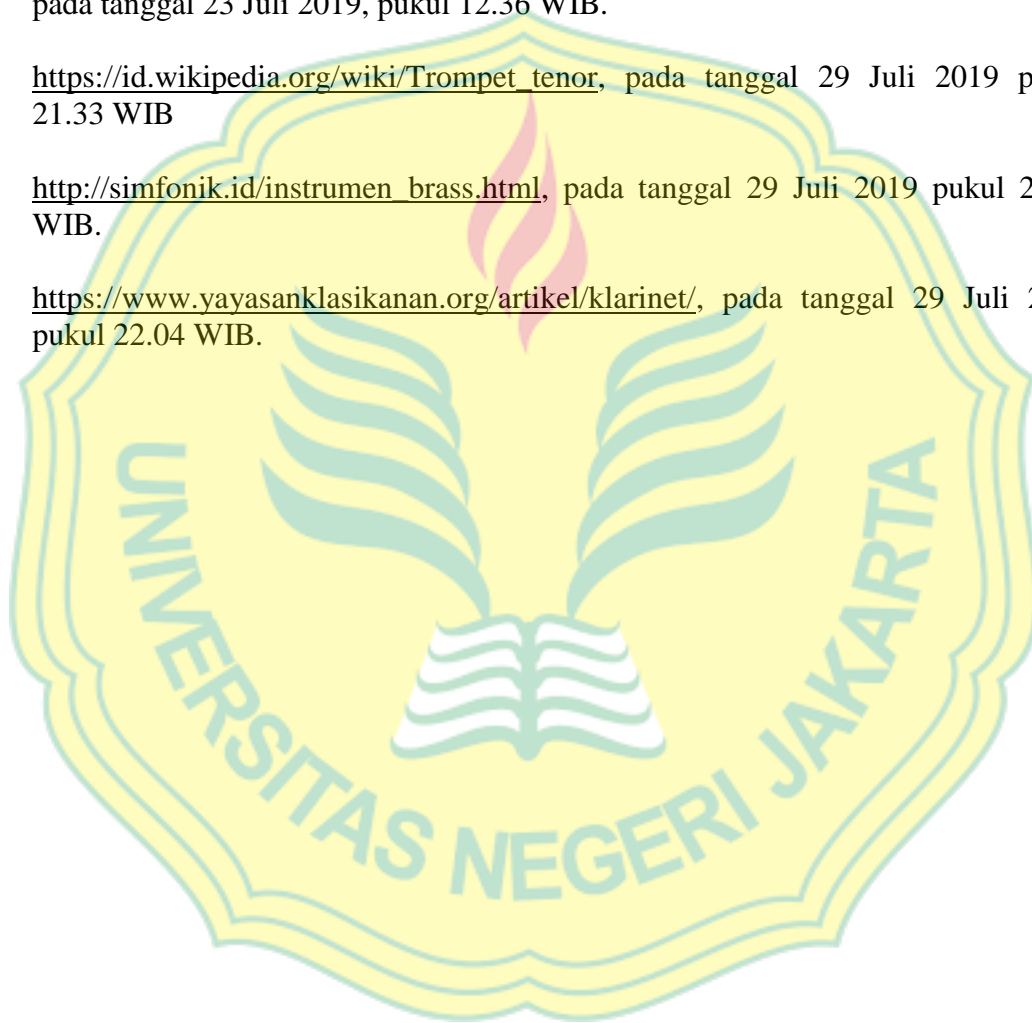 pada tanggal 23 Juli 2019, pukul 12.36 WIB.
https://id.wikipedia.org/wiki/Trompet_tenor, pada tanggal 29 Juli 2019
21.33 WIB
http://simfonik.id/instrumen_brass.html, pada tanggal 29 Juli 2019 pukul
WIB.
https://www.yayasanklasikanan.org/artikel/klarinet/, pada tanggal 29 Juli
pukul 22.04 WIB.
UNIVERSITAS NEGERI JAKARTA